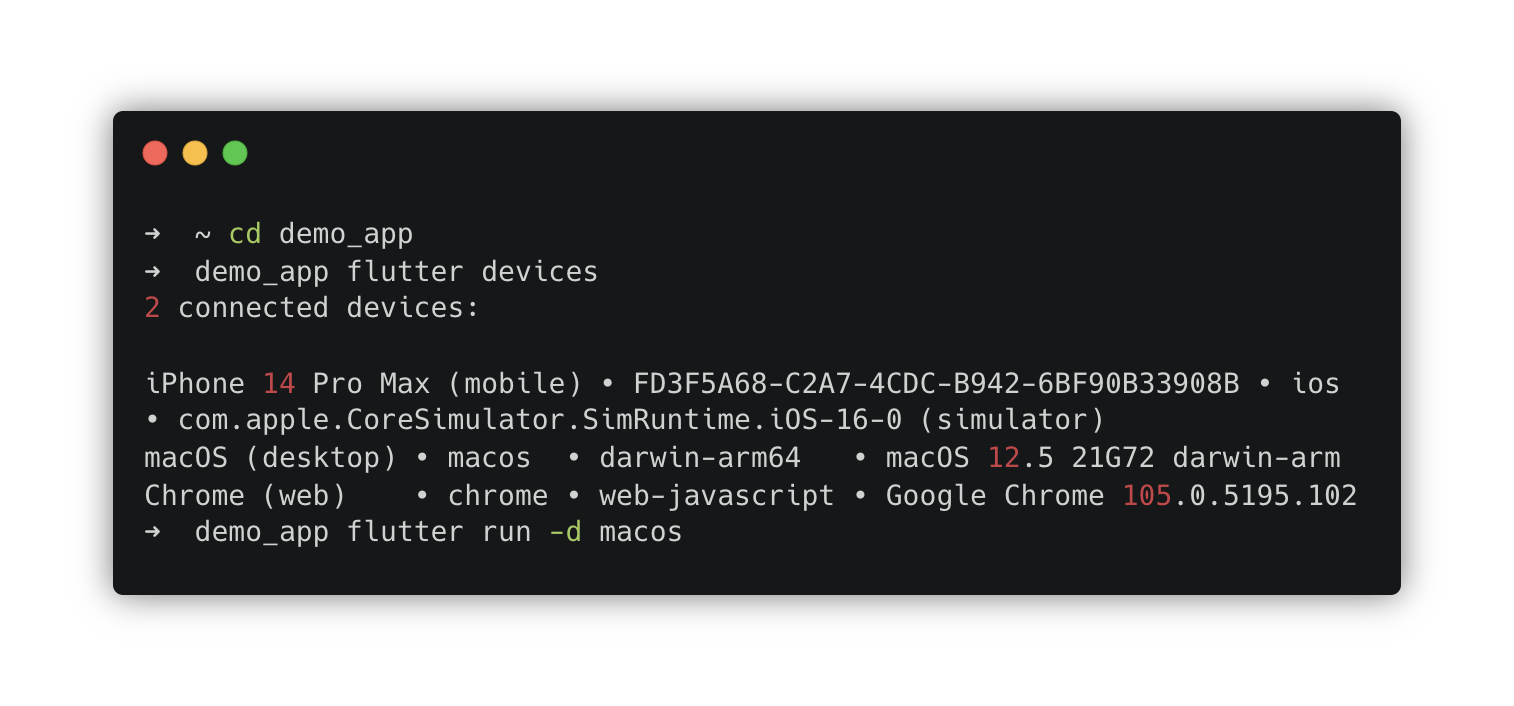 ➜  ~ cd demo_app
➜  demo_app flutter devices
2 connected devices:
iPhone 14 Pro Max (mobile) • FD3F5A68-C2A7-4CDC-B942-6BF90B33908B • ios
• com.apple.CoreSimulator.SimRuntime.iOS-16-0 (simulator)
macOS (desktop) • macos  • darwin-arm64   • macOS 12.5 21G72 darwin-arm
Chrome (web)    • chrome • web-javascript • Google Chrome 105.0.5195.102
➜  demo_app flutter run -d macos